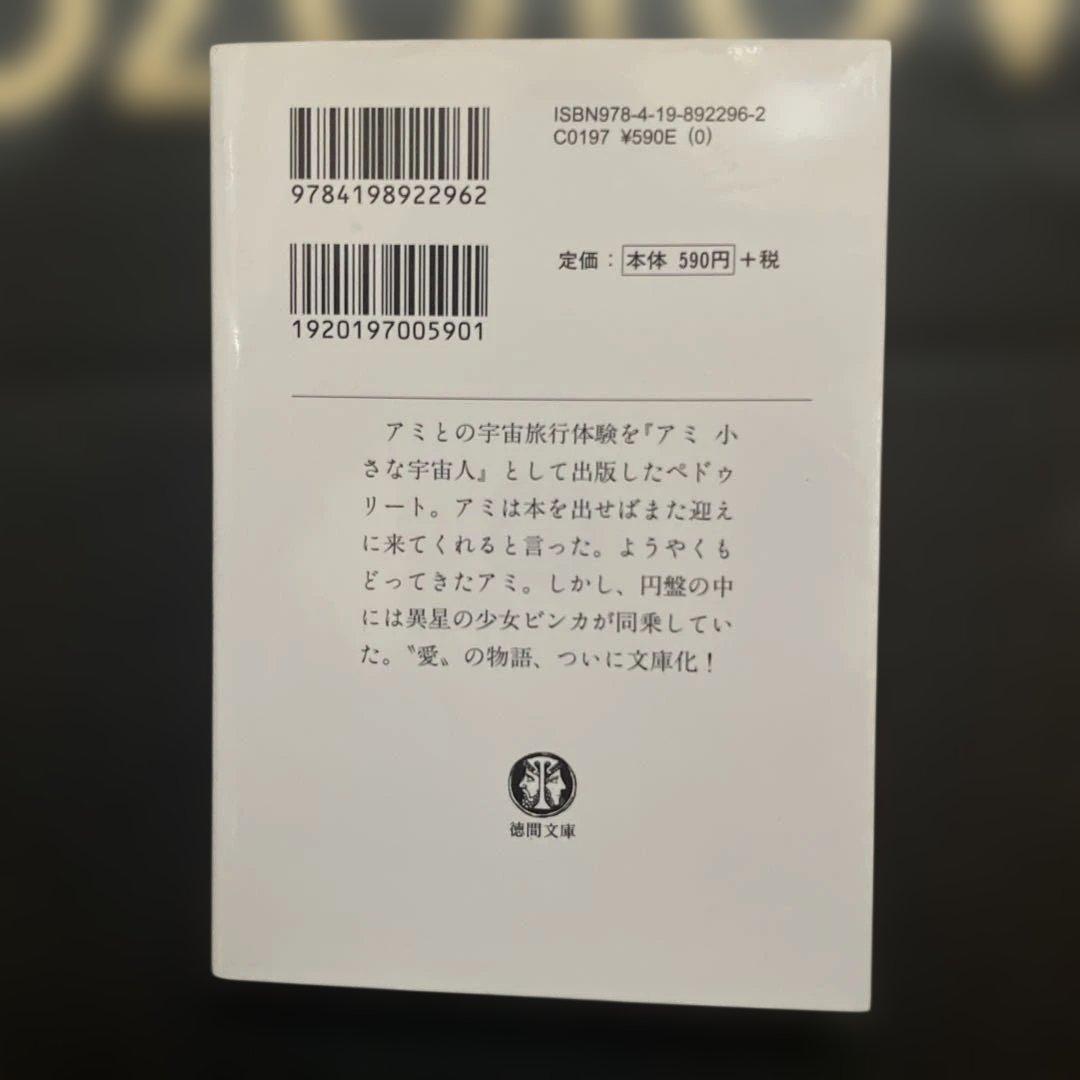 ISBN978-4-19-892296-2
C0197 ¥590E (0)
9784198922962
定価：本体 590円＋税
1920197005901
アミとの宇宙旅行体験を『アミ 小
さな宇宙人』として出版したペドゥ
リート。アミは本を出せばまた迎え
に来てくれると言った。ようやくも
どってきたアミ。しかし、円盤の中
には異星の少女ビンカが同乗してい
た。〝愛〟の物語、ついに文庫化！
徳間文庫